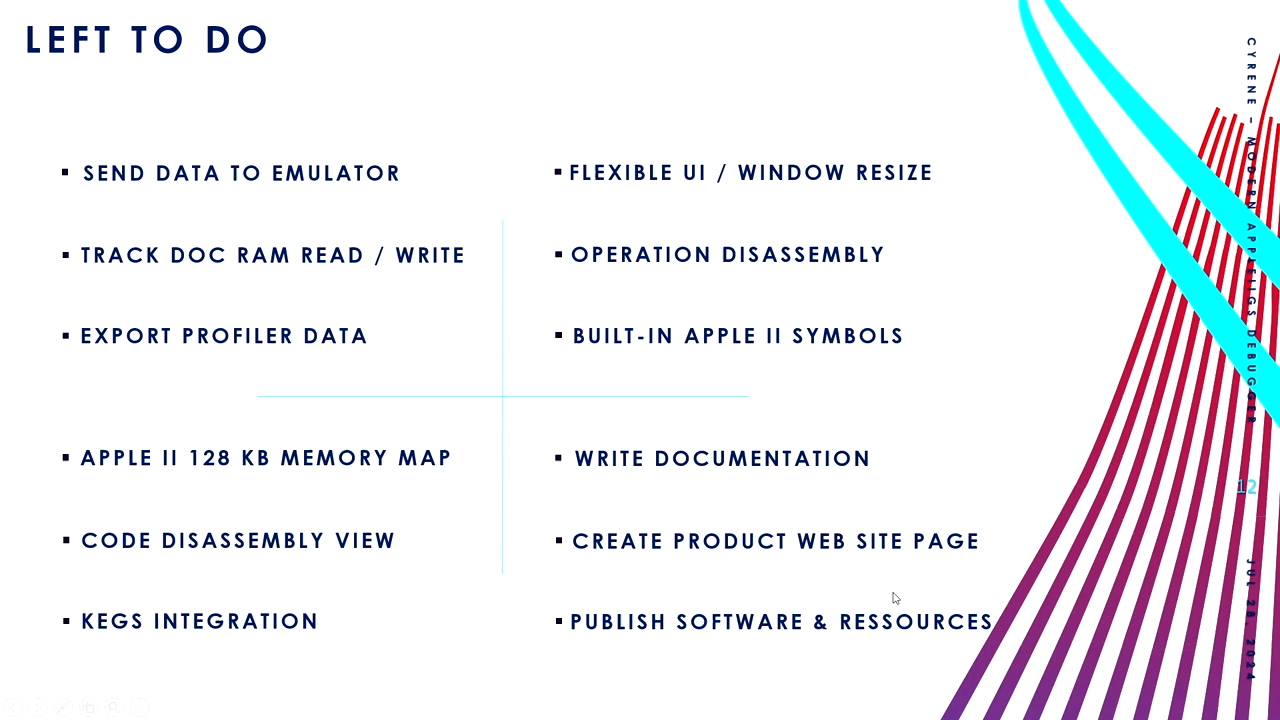 LEFT TO DO
▪ SEND DATA TO EMULATOR
▪ TRACK DOC RAM READ / WRITE
▪ EXPORT PROFILER DATA
▪ APPLE II 128 KB MEMORY MAP
▪ CODE DISASSEMBLY VIEW
▪ KEGS INTEGRATION
▪ FLEXIBLE UI / WINDOW RESIZE
▪ OPERATION DISASSEMBLY
▪ BUILT-IN APPLE II SYMBOLS
▪ WRITE DOCUMENTATION
▪ CREATE PRODUCT WEB SITE PAGE
▪ PUBLISH SOFTWARE & RESSOURCES
CYRENE – MODERN APPLEIIGS DEBUGGER
12
JUL 28, 2024